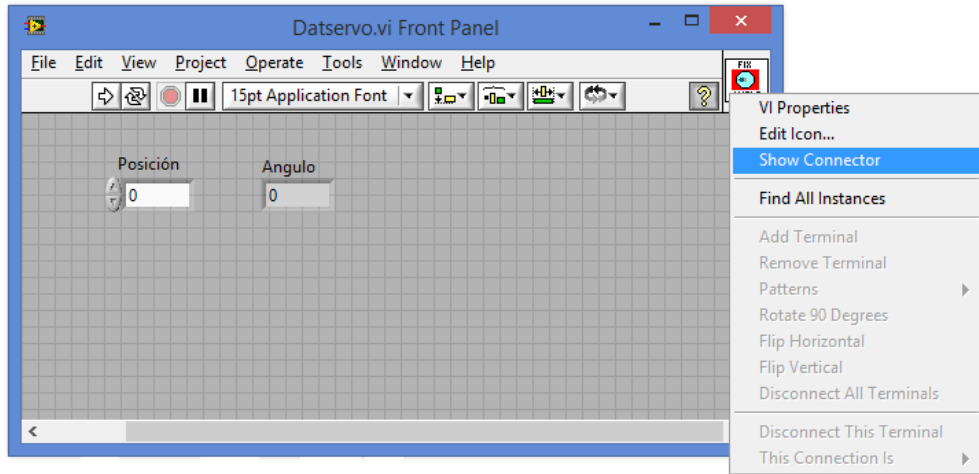 Datservo.vi Front Panel
File Edit View Project Operate Tools Window Help
15pt Application Font
FIX
Posición
0
Angulo
0
VI Properties
Edit Icon...
Show Connector
Find All Instances
Add Terminal
Remove Terminal
Patterns
Rotate 90 Degrees
Flip Horizontal
Flip Vertical
Disconnect All Terminals
Disconnect This Terminal
This Connection Is